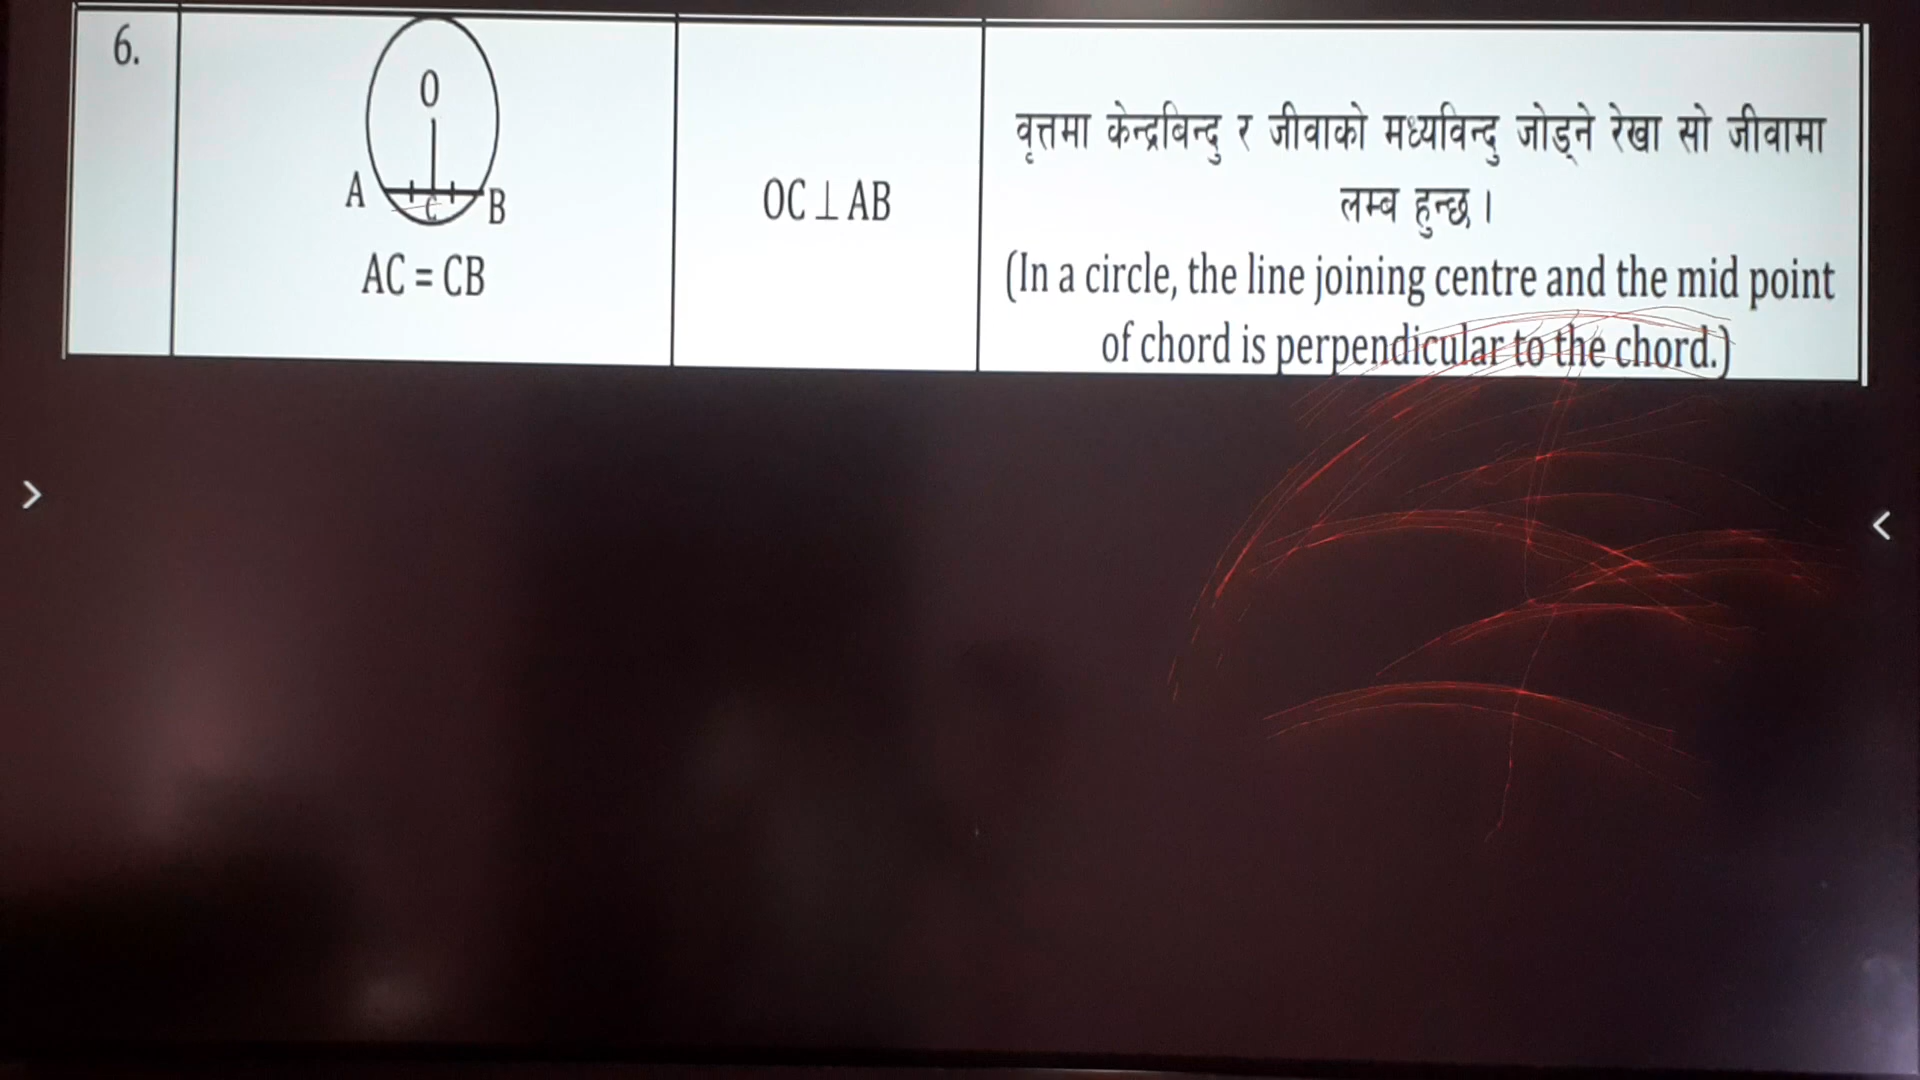 6.
O
A
C
B
AC = CB
OC ⊥ AB
वृत्तमा केन्द्रबिन्दु र जीवाको मध्यविन्दु जोड्ने रेखा सो जीवामा
लम्ब हुन्छ ।
(In a circle, the line joining centre and the mid point
of chord is perpendicular to the chord.)